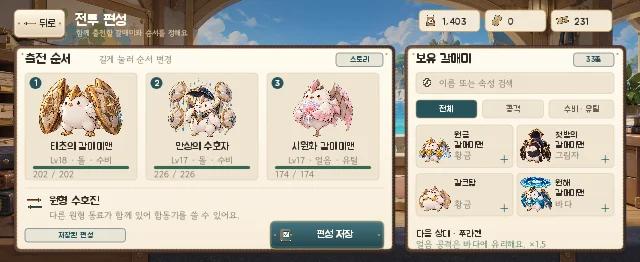 뒤로
전투 편성
함께 출전할 갈매미와 순서를 정해요
1,403
0
231
출전 순서
길게 눌러 순서 변경
스토리
1
2
3
태초의 갈매미맨
Lv18 · 돌 · 수비
202 / 202
안심의 수호자
Lv17 · 돌 · 수비
226 / 226
시원화 갈매미맨
Lv17 · 얼음 · 유틸
174 / 174
원형 수호진
다른 원형 동료가 함께 있어 합동기를 쓸 수 있어요.
저장된 편성
편성 저장
보유 갈매미
33종
이름 또는 속성 검색
전체
공격
수비 · 유틸
원금
갈매미맨
황금
+
첫밤의
갈매미맨
그림자
+
갈크랍
황금
+
원해
갈매미맨
바다
+
다음 상대 · 푸라켄
얼음 공격은 바다에 유리해요. ×1.5